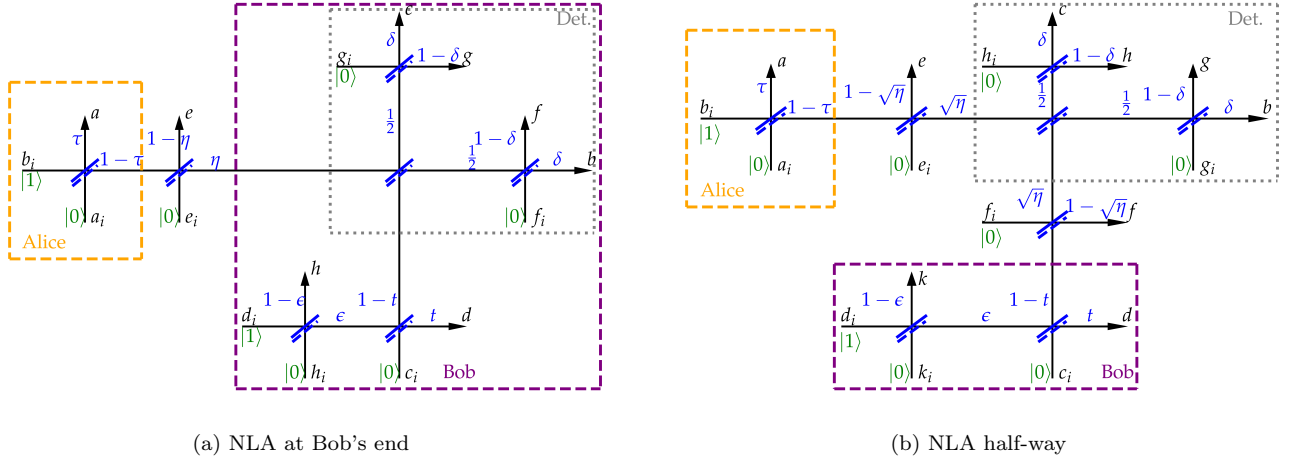 c
Det.
δ
g_i
1 − δ
g
|0⟩
a
e
1/2
1 − δ
f
τ
1 − η
b_i
1 − τ
η
1/2
δ
b
|1⟩
|0⟩
a_i
|0⟩
e_i
|0⟩
f_i
Alice
h
1 − ϵ
1 − t
d_i
ϵ
t
d
|1⟩
|0⟩
h_i
|0⟩
c_i
Bob
(a) NLA at Bob's end
c
Det.
δ
h_i
1 − δ
h
|0⟩
a
e
g
τ
1 − √η
1/2
1/2
1 − δ
b_i
1 − τ
√η
δ
b
|1⟩
|0⟩
a_i
|0⟩
e_i
|0⟩
g_i
Alice
√η
f_i
1 − √η
f
|0⟩
k
1 − ϵ
1 − t
d_i
ϵ
t
d
|1⟩
|0⟩
k_i
|0⟩
c_i
Bob
(b) NLA half-way